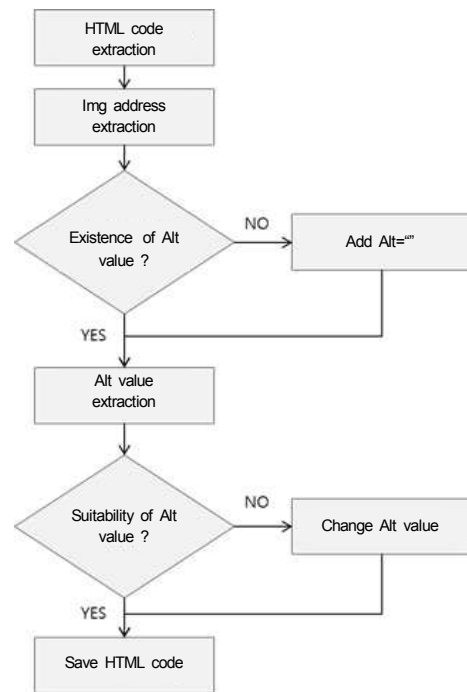 HTML code
extraction
Img address
extraction
Existence of Alt
value ?
NO
Add Alt=“”
YES
Alt value
extraction
Suitability of Alt
value ?
NO
Change Alt value
YES
Save HTML code